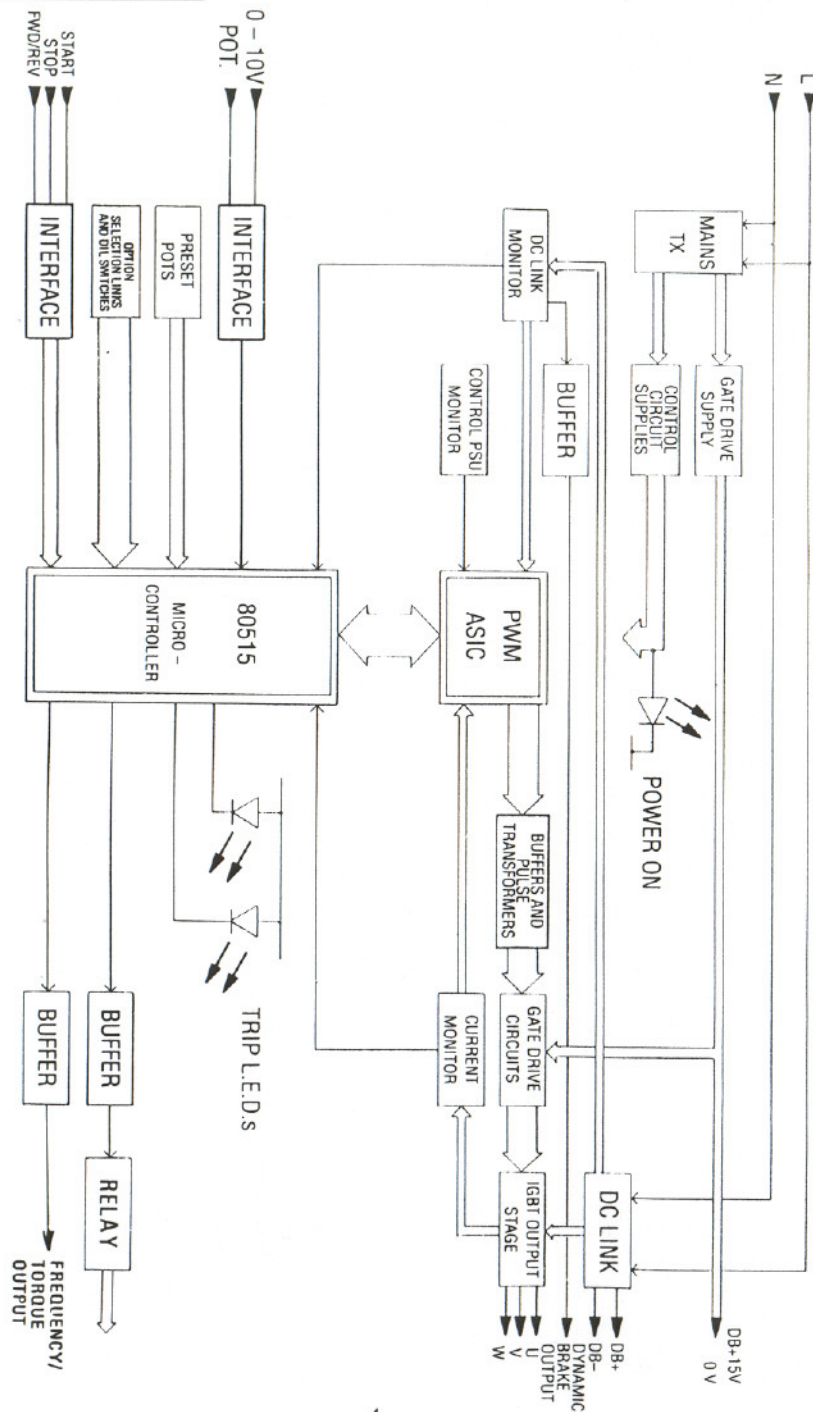 L
N
MAINS
TX
GATE DRIVE
SUPPLY
CONTROL
CIRCUIT
SUPPLIES
POWER ON
DB+15V
0V
DC LINK
DB+
DB-
DC LINK
MONITOR
BUFFER
DYNAMIC
BRAKE
OUTPUT
CONTROL PSU
MONITOR
PWM
ASIC
BUFFERS AND
PULSE
TRANSFORMERS
GATE DRIVE
CIRCUITS
IGBT OUTPUT
STAGE
U
V
W
CURRENT
MONITOR
0 – 10V
POT.
INTERFACE
PRESET
POTS
OPTION
SELECTION LINKS
AND DIL SWITCHES
START
STOP
FWD/REV
INTERFACE
80515
MICRO -
CONTROLLER
TRIP L.E.D.s
BUFFER
RELAY
BUFFER
FREQUENCY/
TORQUE
OUTPUT